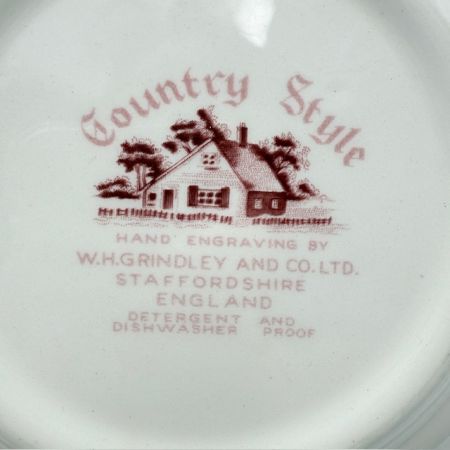 Country Style
HAND ENGRAVING BY
W.H.GRINDLEY AND CO.LTD.
STAFFORDSHIRE
ENGLAND
DETERGENT AND
DISHWASHER PROOF